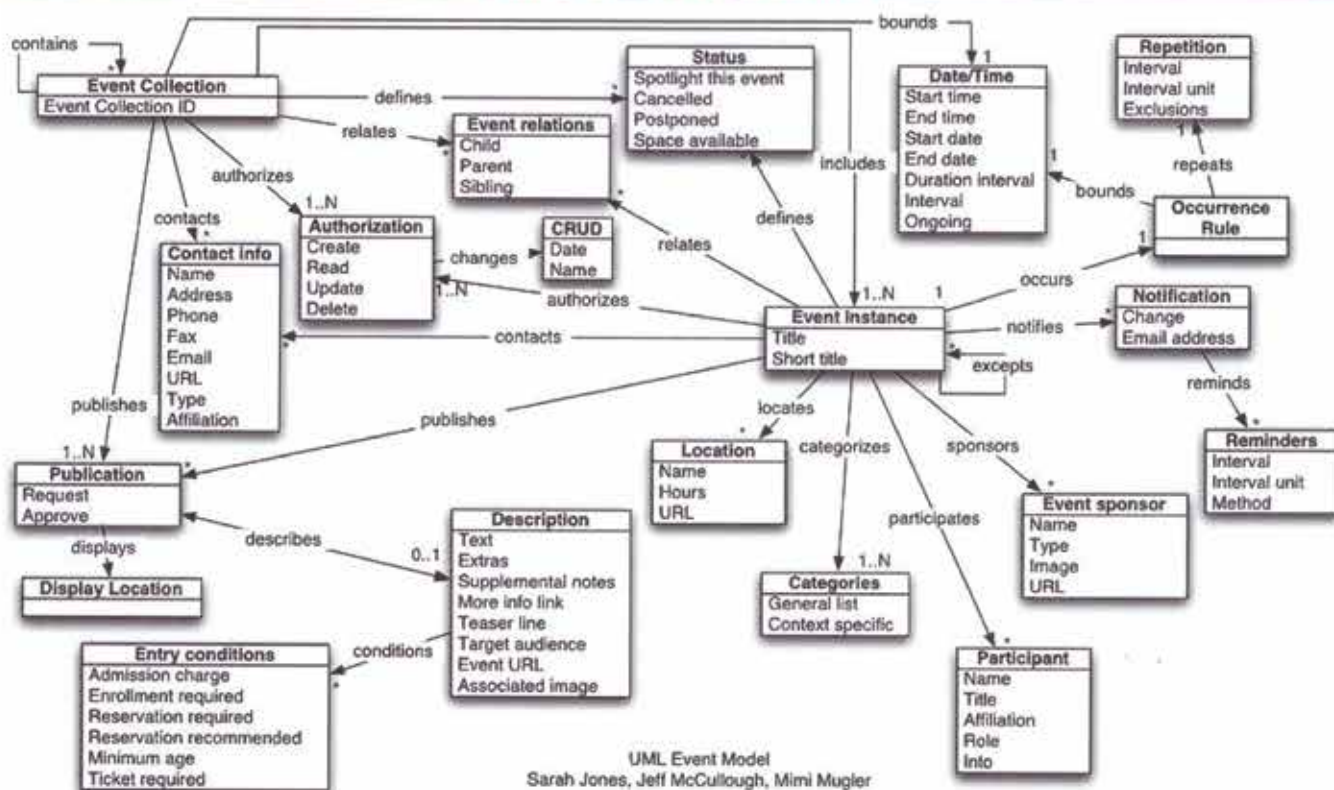 contains
*
Event Collection
Event Collection ID
bounds
1
Date/Time
Start time
End time
Start date
End date
Duration interval
Interval
Ongoing
Status
Spotlight this event
Cancelled
Postponed
Space available
*
Repetition
Interval
Interval unit
Exclusions
1
repeats
defines
*
relates
*
Event relations
Child
Parent
Sibling
*
includes
1
bounds
Occurrence
Rule
1
authorizes
1..N
Authorization
Create
Read
Update
Delete
changes
CRUD
Date
Name
1..N
authorizes
relates
defines
contacts
*
Contact info
Name
Address
Phone
Fax
Email
URL
Type
Affiliation
*
contacts
1..N
1
Event Instance
Title
Short title
occurs
notifies
*
Notification
Change
Email address
*
excepts
reminds
*
Reminders
Interval
Interval unit
Method
publishes
1..N
Publication
Request
Approve
*
publishes
locates
*
Location
Name
Hours
URL
categorizes
1..N
Categories
General list
Context specific
sponsors
*
Event sponsor
Name
Type
Image
URL
participates
*
Participant
Name
Title
Affiliation
Role
Into
displays
Display Location
describes
0..1
Description
Text
Extras
Supplemental notes
More info link
Teaser line
Target audience
Event URL
Associated image
conditions
*
Entry conditions
Admission charge
Enrollment required
Reservation required
Reservation recommended
Minimum age
Ticket required
UML Event Model
Sarah Jones, Jeff McCullough, Mimi Mugler